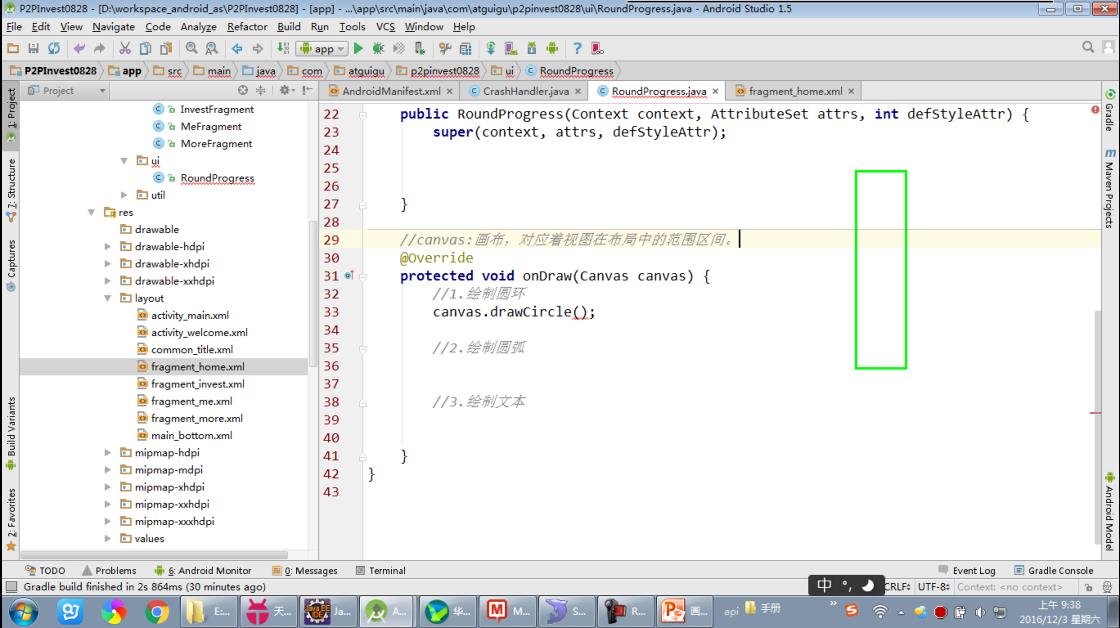 P2PInvest0828 - [D:\workspace_android_as\P2PInvest0828] - [app] - ...\app\src\main\java\com\atguigu\p2pinvest0828\ui\RoundProgress.java - Android Studio 1.5
File Edit View Navigate Code Analyze Refactor Build Run Tools VCS Window Help
app
P2PInvest0828 app src main java com atguigu p2pinvest0828 ui RoundProgress
Project
AndroidManifest.xml CrashHandler.java RoundProgress.java fragment_home.xml
1: Project
7: Structure
Captures
Build Variants
2: Favorites
InvestFragment
MeFragment
MoreFragment
ui
RoundProgress
util
res
drawable
drawable-hdpi
drawable-xhdpi
drawable-xxhdpi
layout
activity_main.xml
activity_welcome.xml
common_title.xml
fragment_home.xml
fragment_invest.xml
fragment_me.xml
fragment_more.xml
main_bottom.xml
mipmap-hdpi
mipmap-mdpi
mipmap-xhdpi
mipmap-xxhdpi
mipmap-xxxhdpi
values
22 public RoundProgress(Context context, AttributeSet attrs, int defStyleAttr) {
23 super(context, attrs, defStyleAttr);
24
25
26
27 }
28
29 //canvas:画布，对应着视图在布局中的范围区间。
30 @Override
31 protected void onDraw(Canvas canvas) {
32 //1.绘制圆环
33 canvas.drawCircle();
34
35 //2.绘制圆弧
36
37
38 //3.绘制文本
39
40
41 }
42 }
43
Gradle
Maven Projects
Android Model
TODO Problems 6: Android Monitor 0: Messages Terminal Event Log Gradle Console
Gradle build finished in 2s 864ms (30 minutes ago) 中 CRLF÷ UTF-8÷ Context: <no context>
E:... 天... Ja... A... 华... M... S... R... 画... api 手册
上午 9:38
2016/12/3 星期六